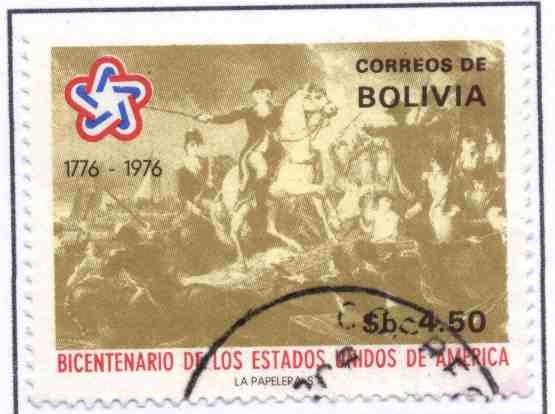 CORREOS DE
BOLIVIA
1776 - 1976
$b. 4.50
BICENTENARIO DE LOS ESTADOS UNIDOS DE AMERICA
LA PAPELERA S.A.